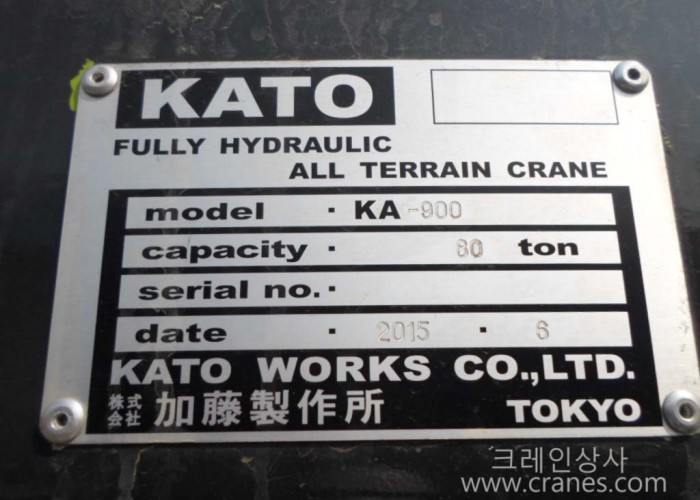 KATO
FULLY HYDRAULIC
ALL TERRAIN CRANE
model · KA-900
capacity · 80 ton
serial no. ·
date · 2015 · 6
KATO WORKS CO.,LTD.
株式会社 加藤製作所 TOKYO
크레인상사
www.cranes.com